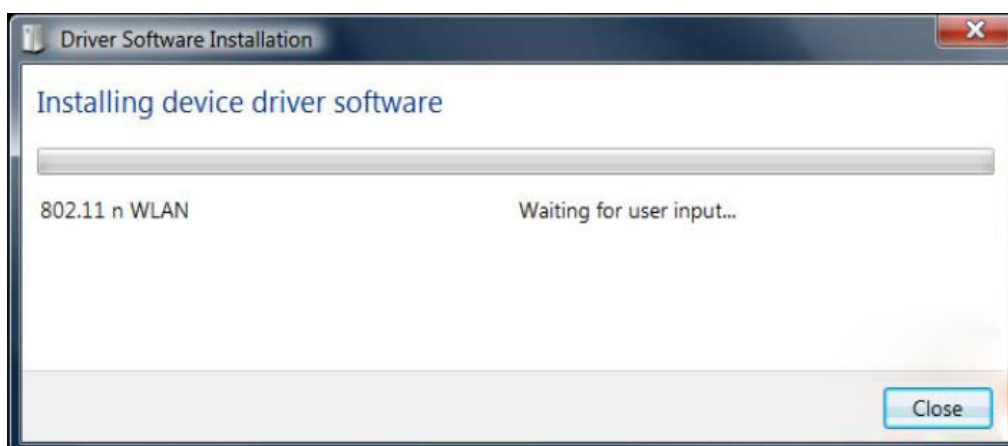 Driver Software Installation
Installing device driver software
802.11 n WLAN Waiting for user input...
Close